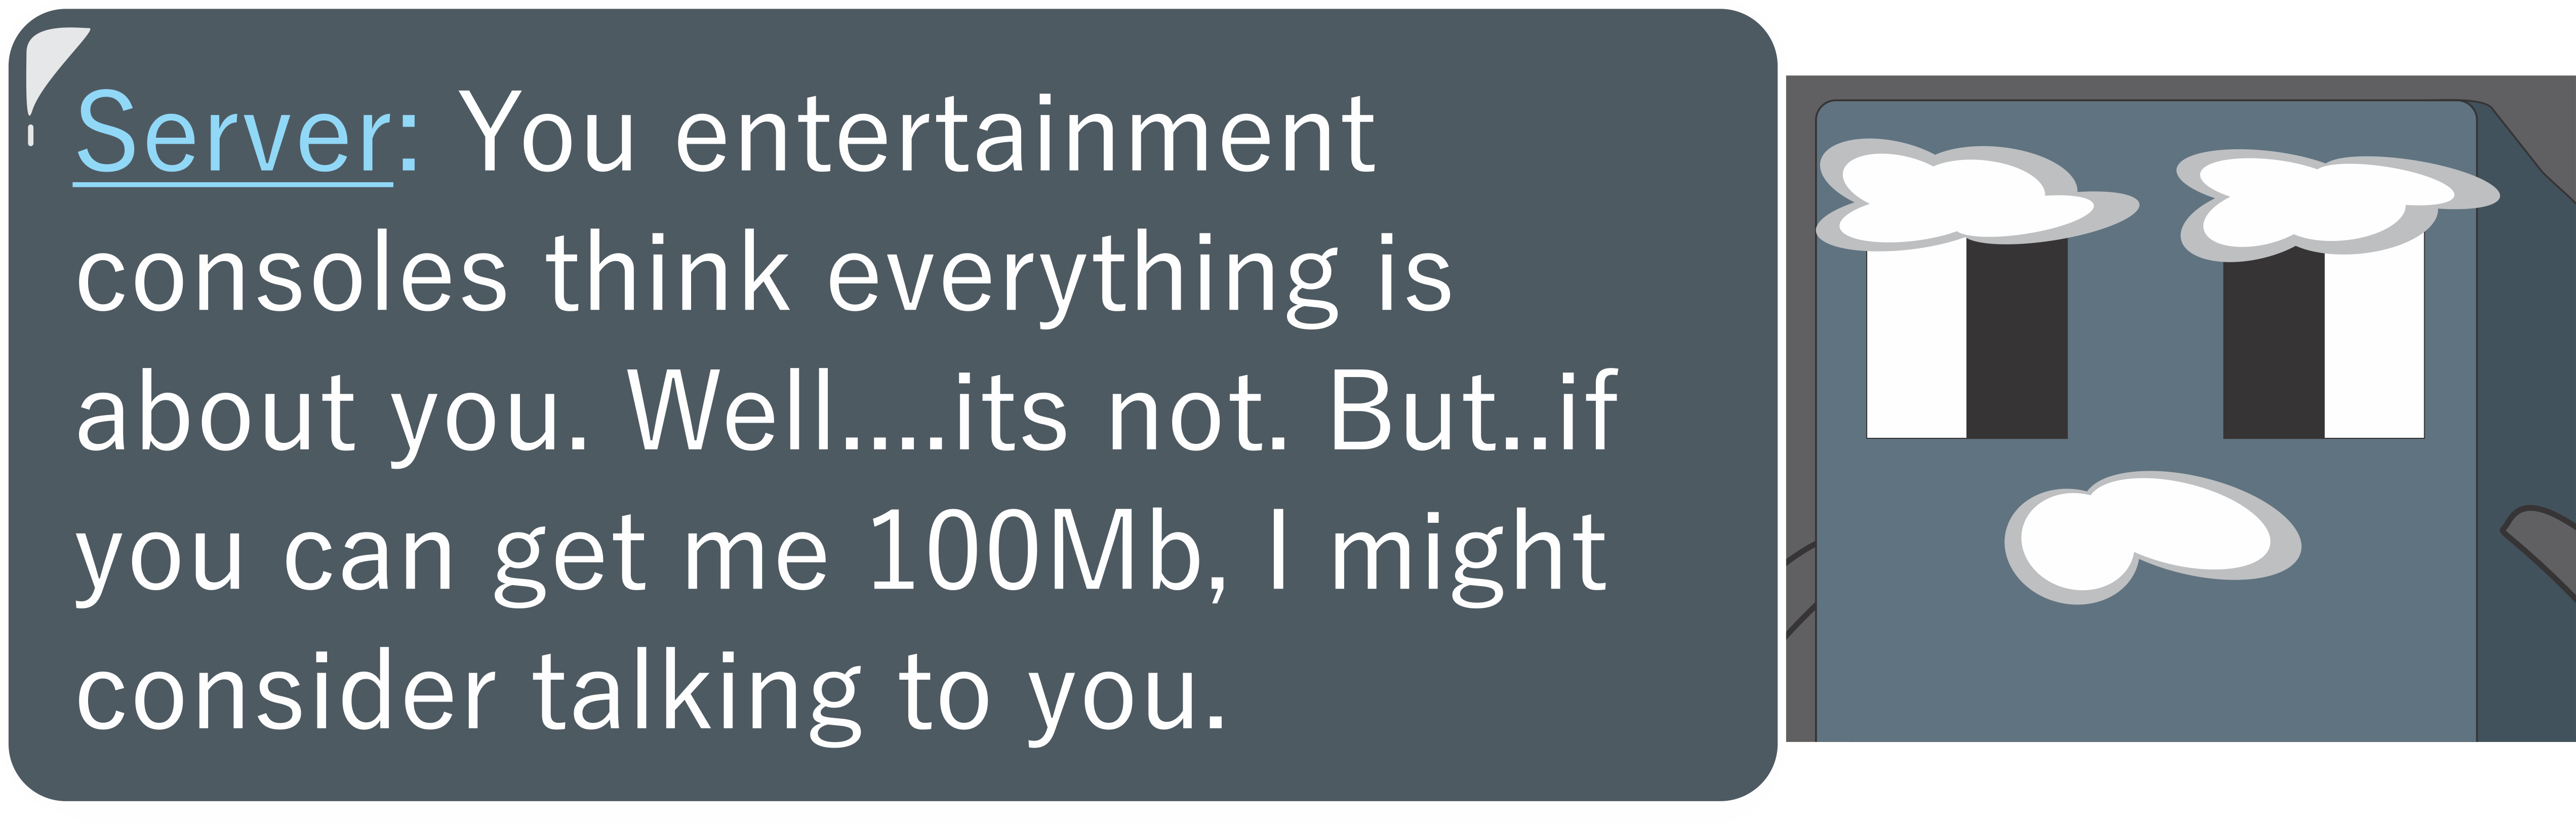 Server: You entertainment
consoles think everything is
about you. Well....its not. But..if
you can get me 100Mb, I might
consider talking to you.